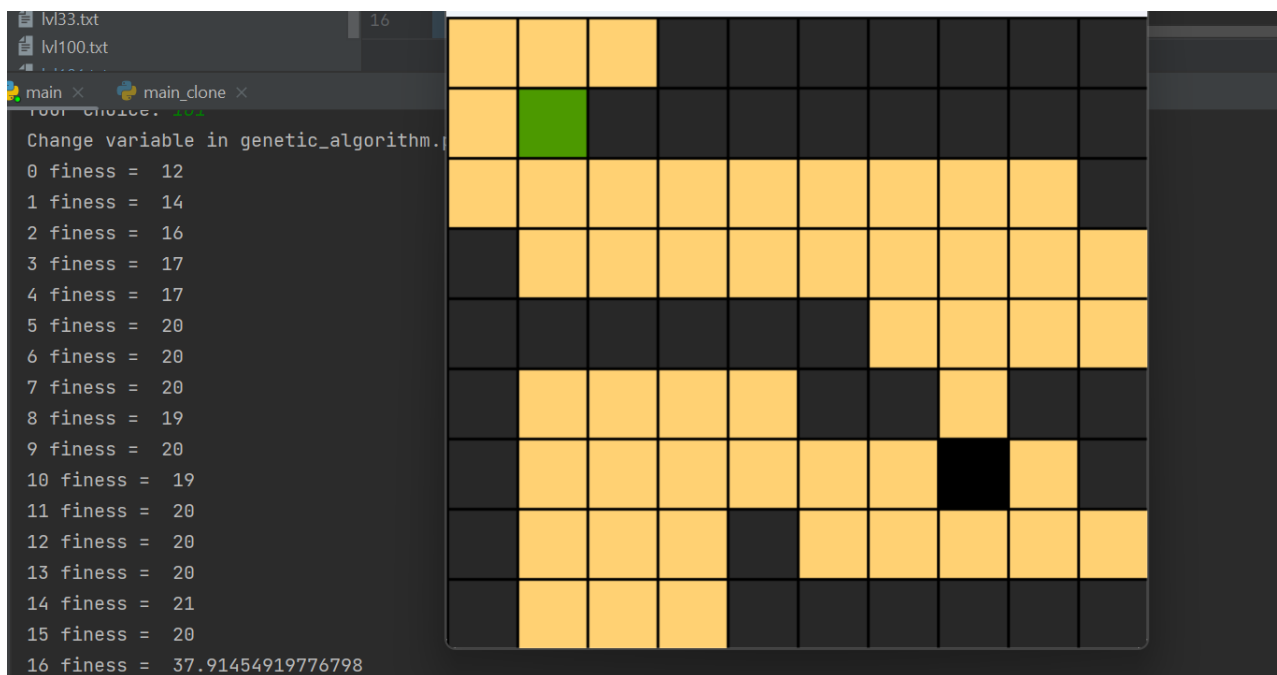 lvl33.txt
16
lvl100.txt
main
main_clone
Your choice: 101
Change variable in genetic_algorithm.p
0 finess =  12
1 finess =  14
2 finess =  16
3 finess =  17
4 finess =  17
5 finess =  20
6 finess =  20
7 finess =  20
8 finess =  19
9 finess =  20
10 finess =  19
11 finess =  20
12 finess =  20
13 finess =  20
14 finess =  21
15 finess =  20
16 finess =  37.91454919776798